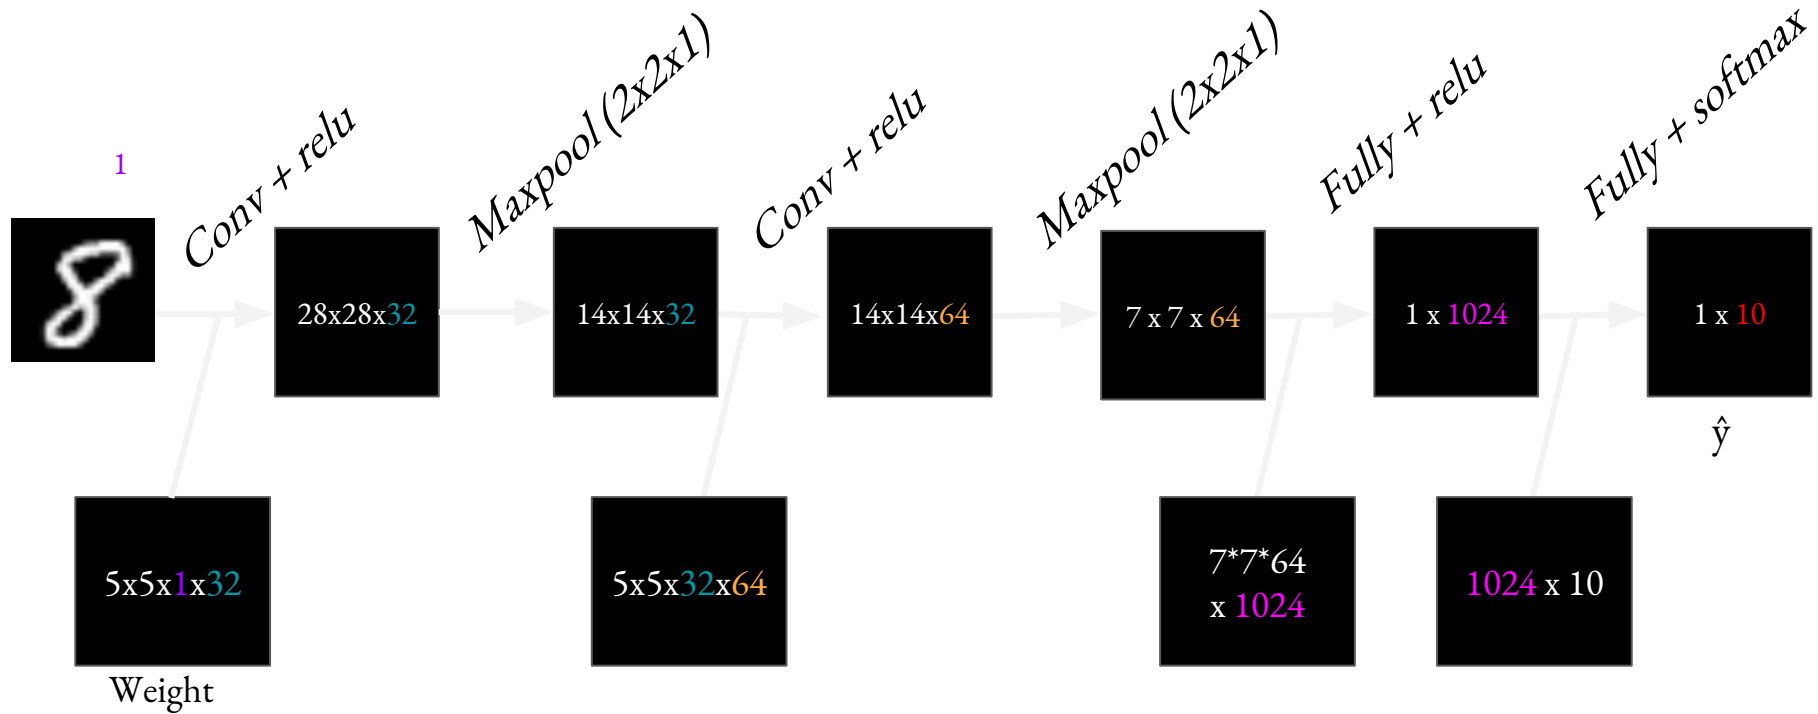 1
Conv + relu
Maxpool (2x2x1)
Conv + relu
Maxpool (2x2x1)
Fully + relu
Fully + softmax
8
28x28x32
14x14x32
14x14x64
7 x 7 x 64
1 x 1024
1 x 10
ŷ
5x5x1x32
5x5x32x64
7*7*64
x 1024
1024 x 10
Weight